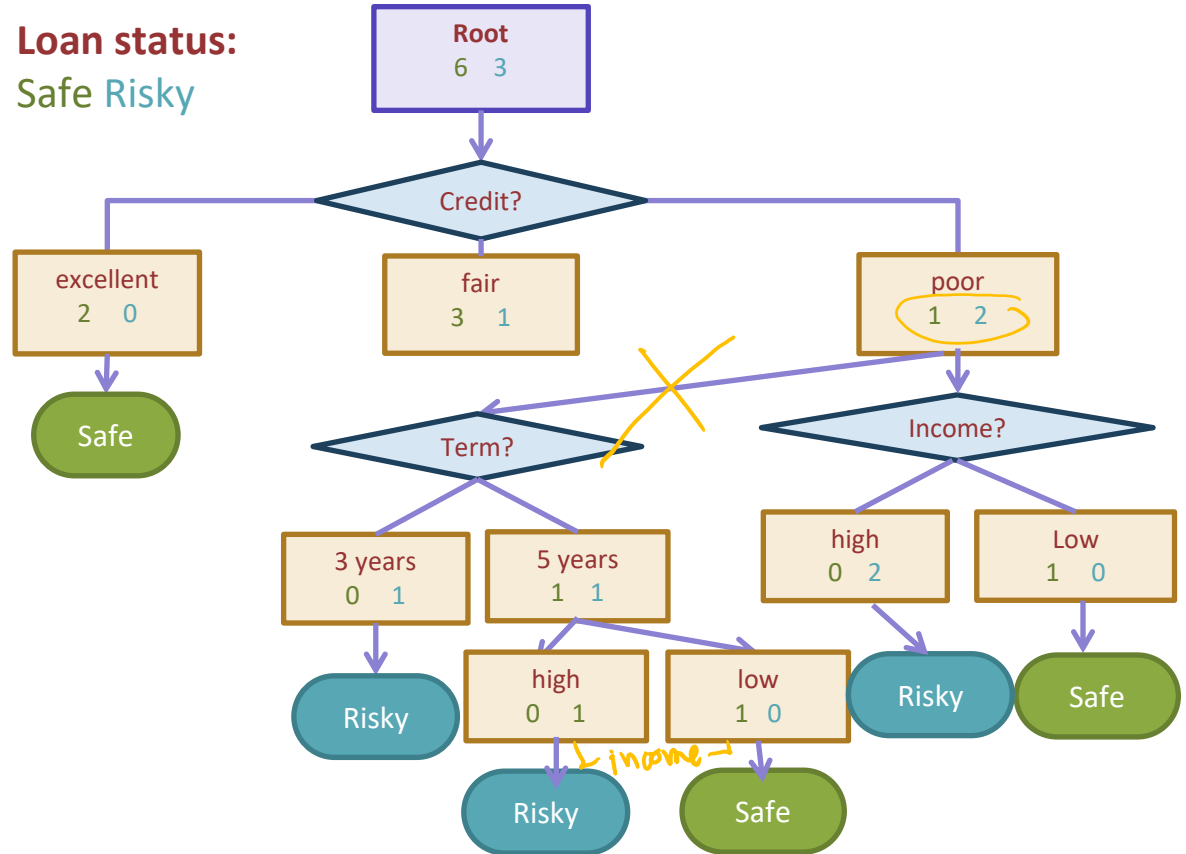 Loan status:
Safe Risky
Root
6 3
Credit?
excellent
2 0
fair
3 1
poor
1 2
Safe
Term?
Income?
3 years
0 1
5 years
1 1
high
0 2
Low
1 0
Risky
high
0 1
low
1 0
Risky
Safe
income
Risky
Safe